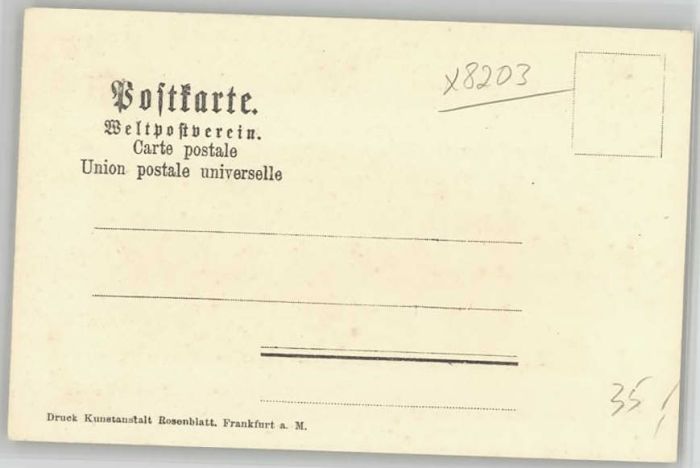 x8203
Postkarte.
Weltpostverein.
Carte postale
Union postale universelle
35
Druck Kunstanstalt Rosenblatt. Frankfurt a. M.